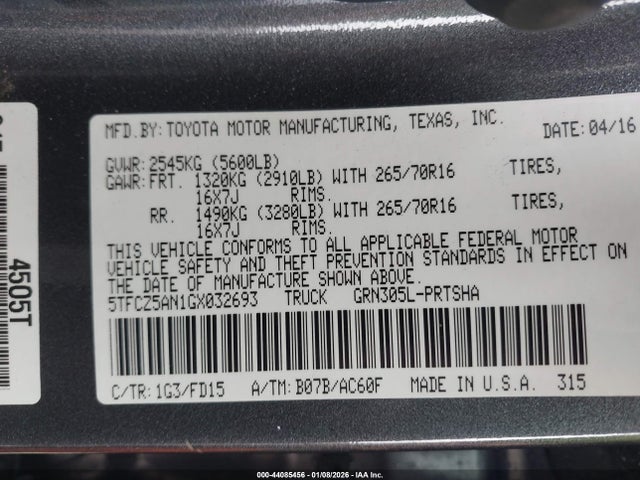 MFD.BY: TOYOTA MOTOR MANUFACTURING, TEXAS, INC. DATE: 04/16
GVWR: 2545KG (5600LB)
GAWR: FRT. 1320KG (2910LB) WITH 265/70R16 TIRES,
16X7J RIMS.
RR. 1490KG (3280LB) WITH 265/70R16 TIRES,
16X7J RIMS.
THIS VEHICLE CONFORMS TO ALL APPLICABLE FEDERAL MOTOR
VEHICLE SAFETY AND THEFT PREVENTION STANDARDS IN EFFECT ON
THE DATE OF MANUFACTURE SHOWN ABOVE.
5TFCZ5AN1GX032693 TRUCK GRN305L-PRTSHA
C/TR: 1G3/FD15 A/TM: B07B/AC60F MADE IN U.S.A. 315
4505T
000-44085456 | 01/08/2026 - IAA Inc.